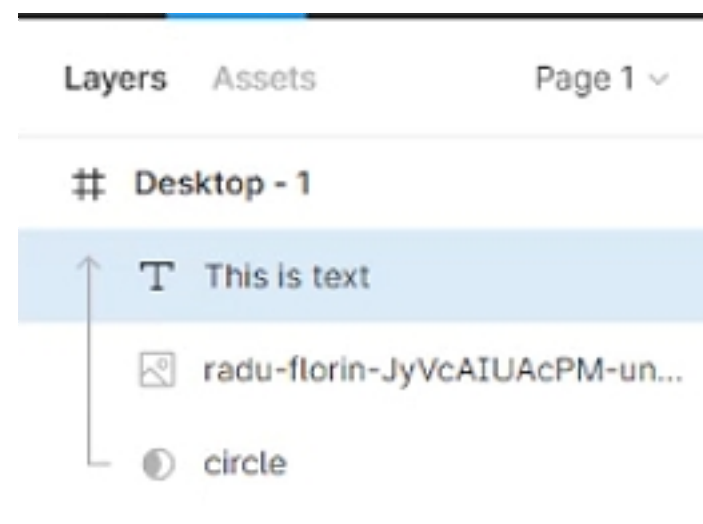 Layers Assets Page 1
Desktop - 1
This is text
radu-florin-JyVcAIUAcPM-un...
circle